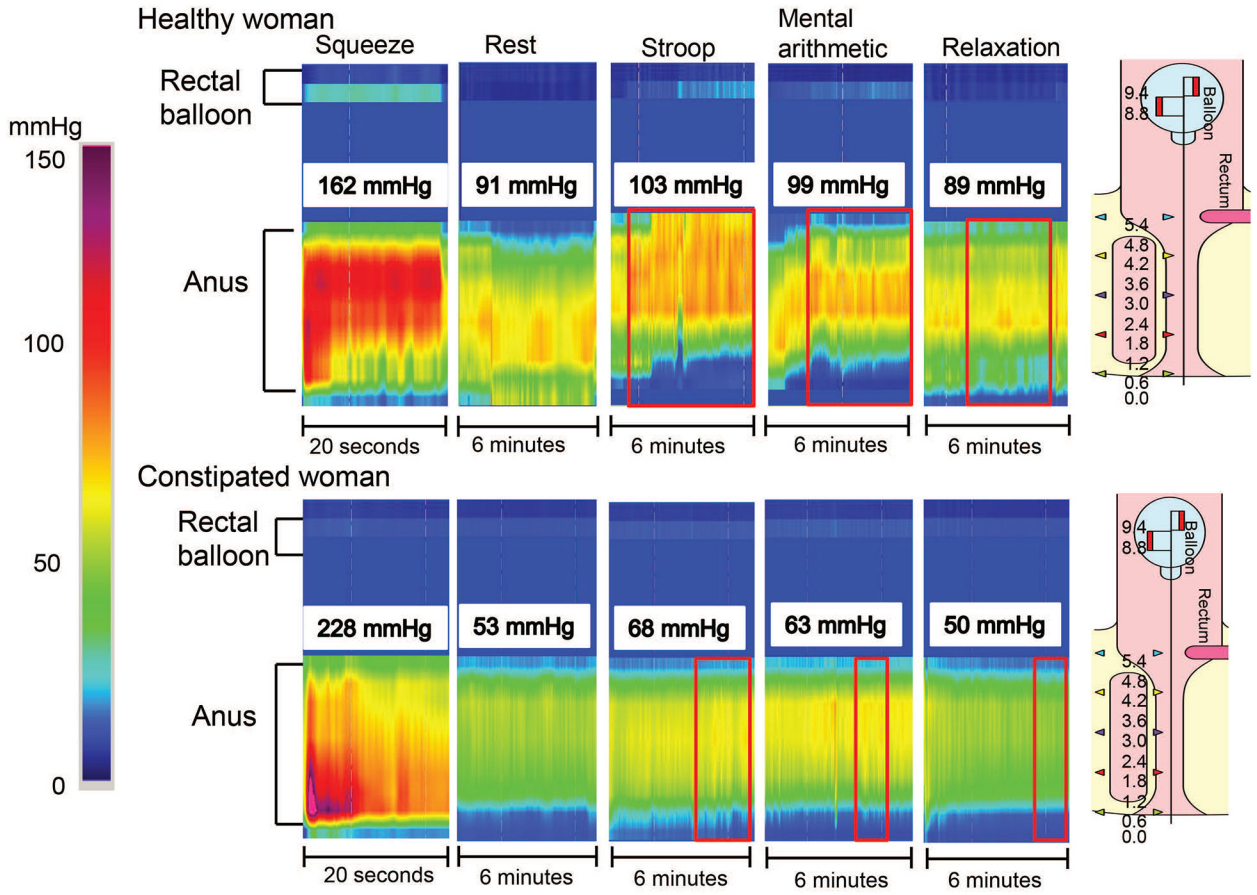 Healthy woman
Squeeze
Rest
Stroop
Mental
arithmetic
Relaxation
Rectal
balloon
mmHg
150
100
50
0
162 mmHg
91 mmHg
103 mmHg
99 mmHg
89 mmHg
Anus
20 seconds
6 minutes
6 minutes
6 minutes
6 minutes
9.4
8.8
Balloon
Rectum
5.4
4.8
4.2
3.6
3.0
2.4
1.8
1.2
0.6
0.0
Constipated woman
Rectal
balloon
228 mmHg
53 mmHg
68 mmHg
63 mmHg
50 mmHg
Anus
20 seconds
6 minutes
6 minutes
6 minutes
6 minutes
9.4
8.8
Balloon
Rectum
5.4
4.8
4.2
3.6
3.0
2.4
1.8
1.2
0.6
0.0